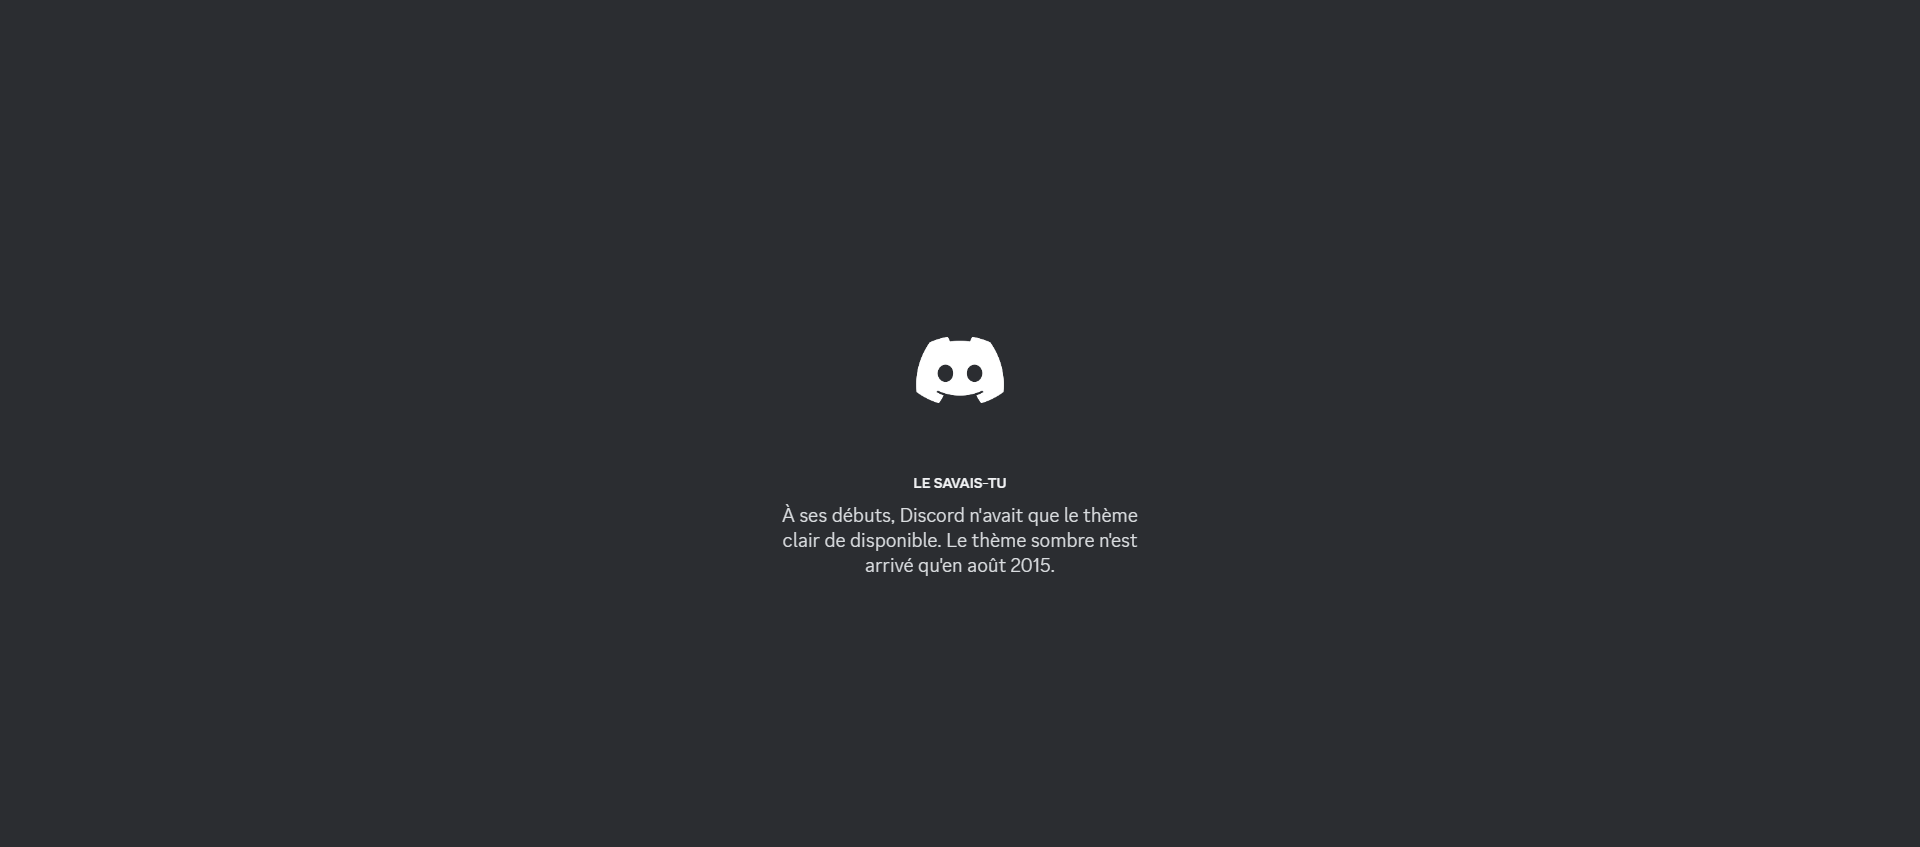 LE SAVAIS-TU
À ses débuts, Discord n'avait que le thème
clair de disponible. Le thème sombre n'est
arrivé qu'en août 2015.